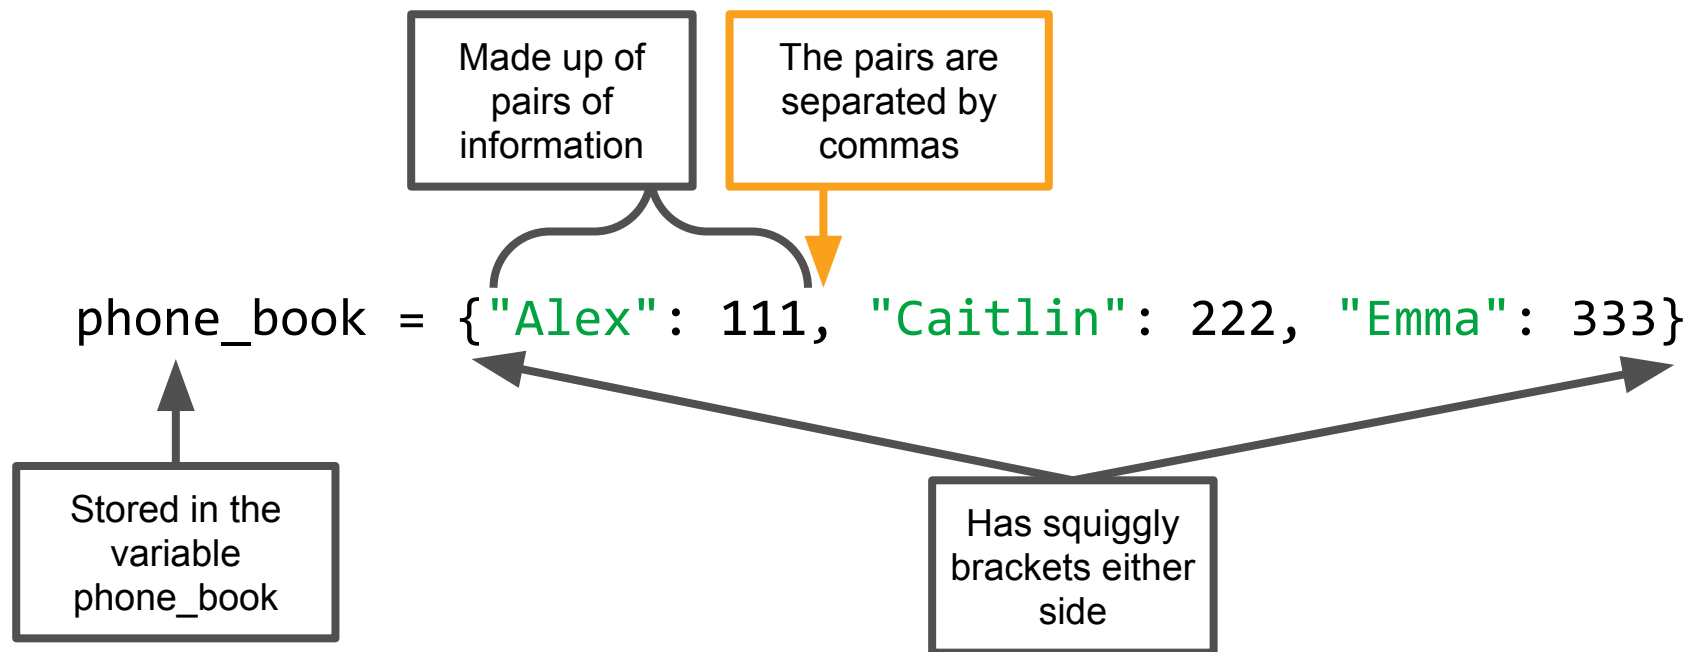 Made up of
pairs of
information
The pairs are
separated by
commas
phone_book = {"Alex": 111, "Caitlin": 222, "Emma": 333}
Stored in the
variable
phone_book
Has squiggly
brackets either
side